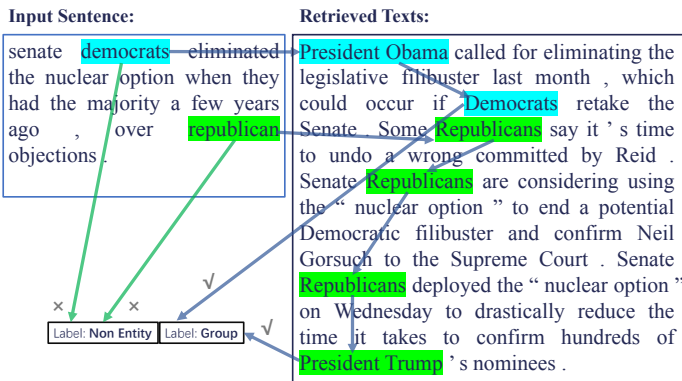 Input Sentence:
senate democrats eliminated
the nuclear option when they
had the majority a few years
ago , over republican
objections .
Retrieved Texts:
President Obama called for eliminating the
legislative filibuster last month , which
could occur if Democrats retake the
Senate . Some Republicans say it ’ s time
to undo a wrong committed by Reid .
Senate Republicans are considering using
the “ nuclear option ” to end a potential
Democratic filibuster and confirm Neil
Gorsuch to the Supreme Court . Senate
Republicans deployed the “ nuclear option ”
on Wednesday to drastically reduce the
time it takes to confirm hundreds of
President Trump ’ s nominees .
√
× × √
Label: Non Entity Label: Group